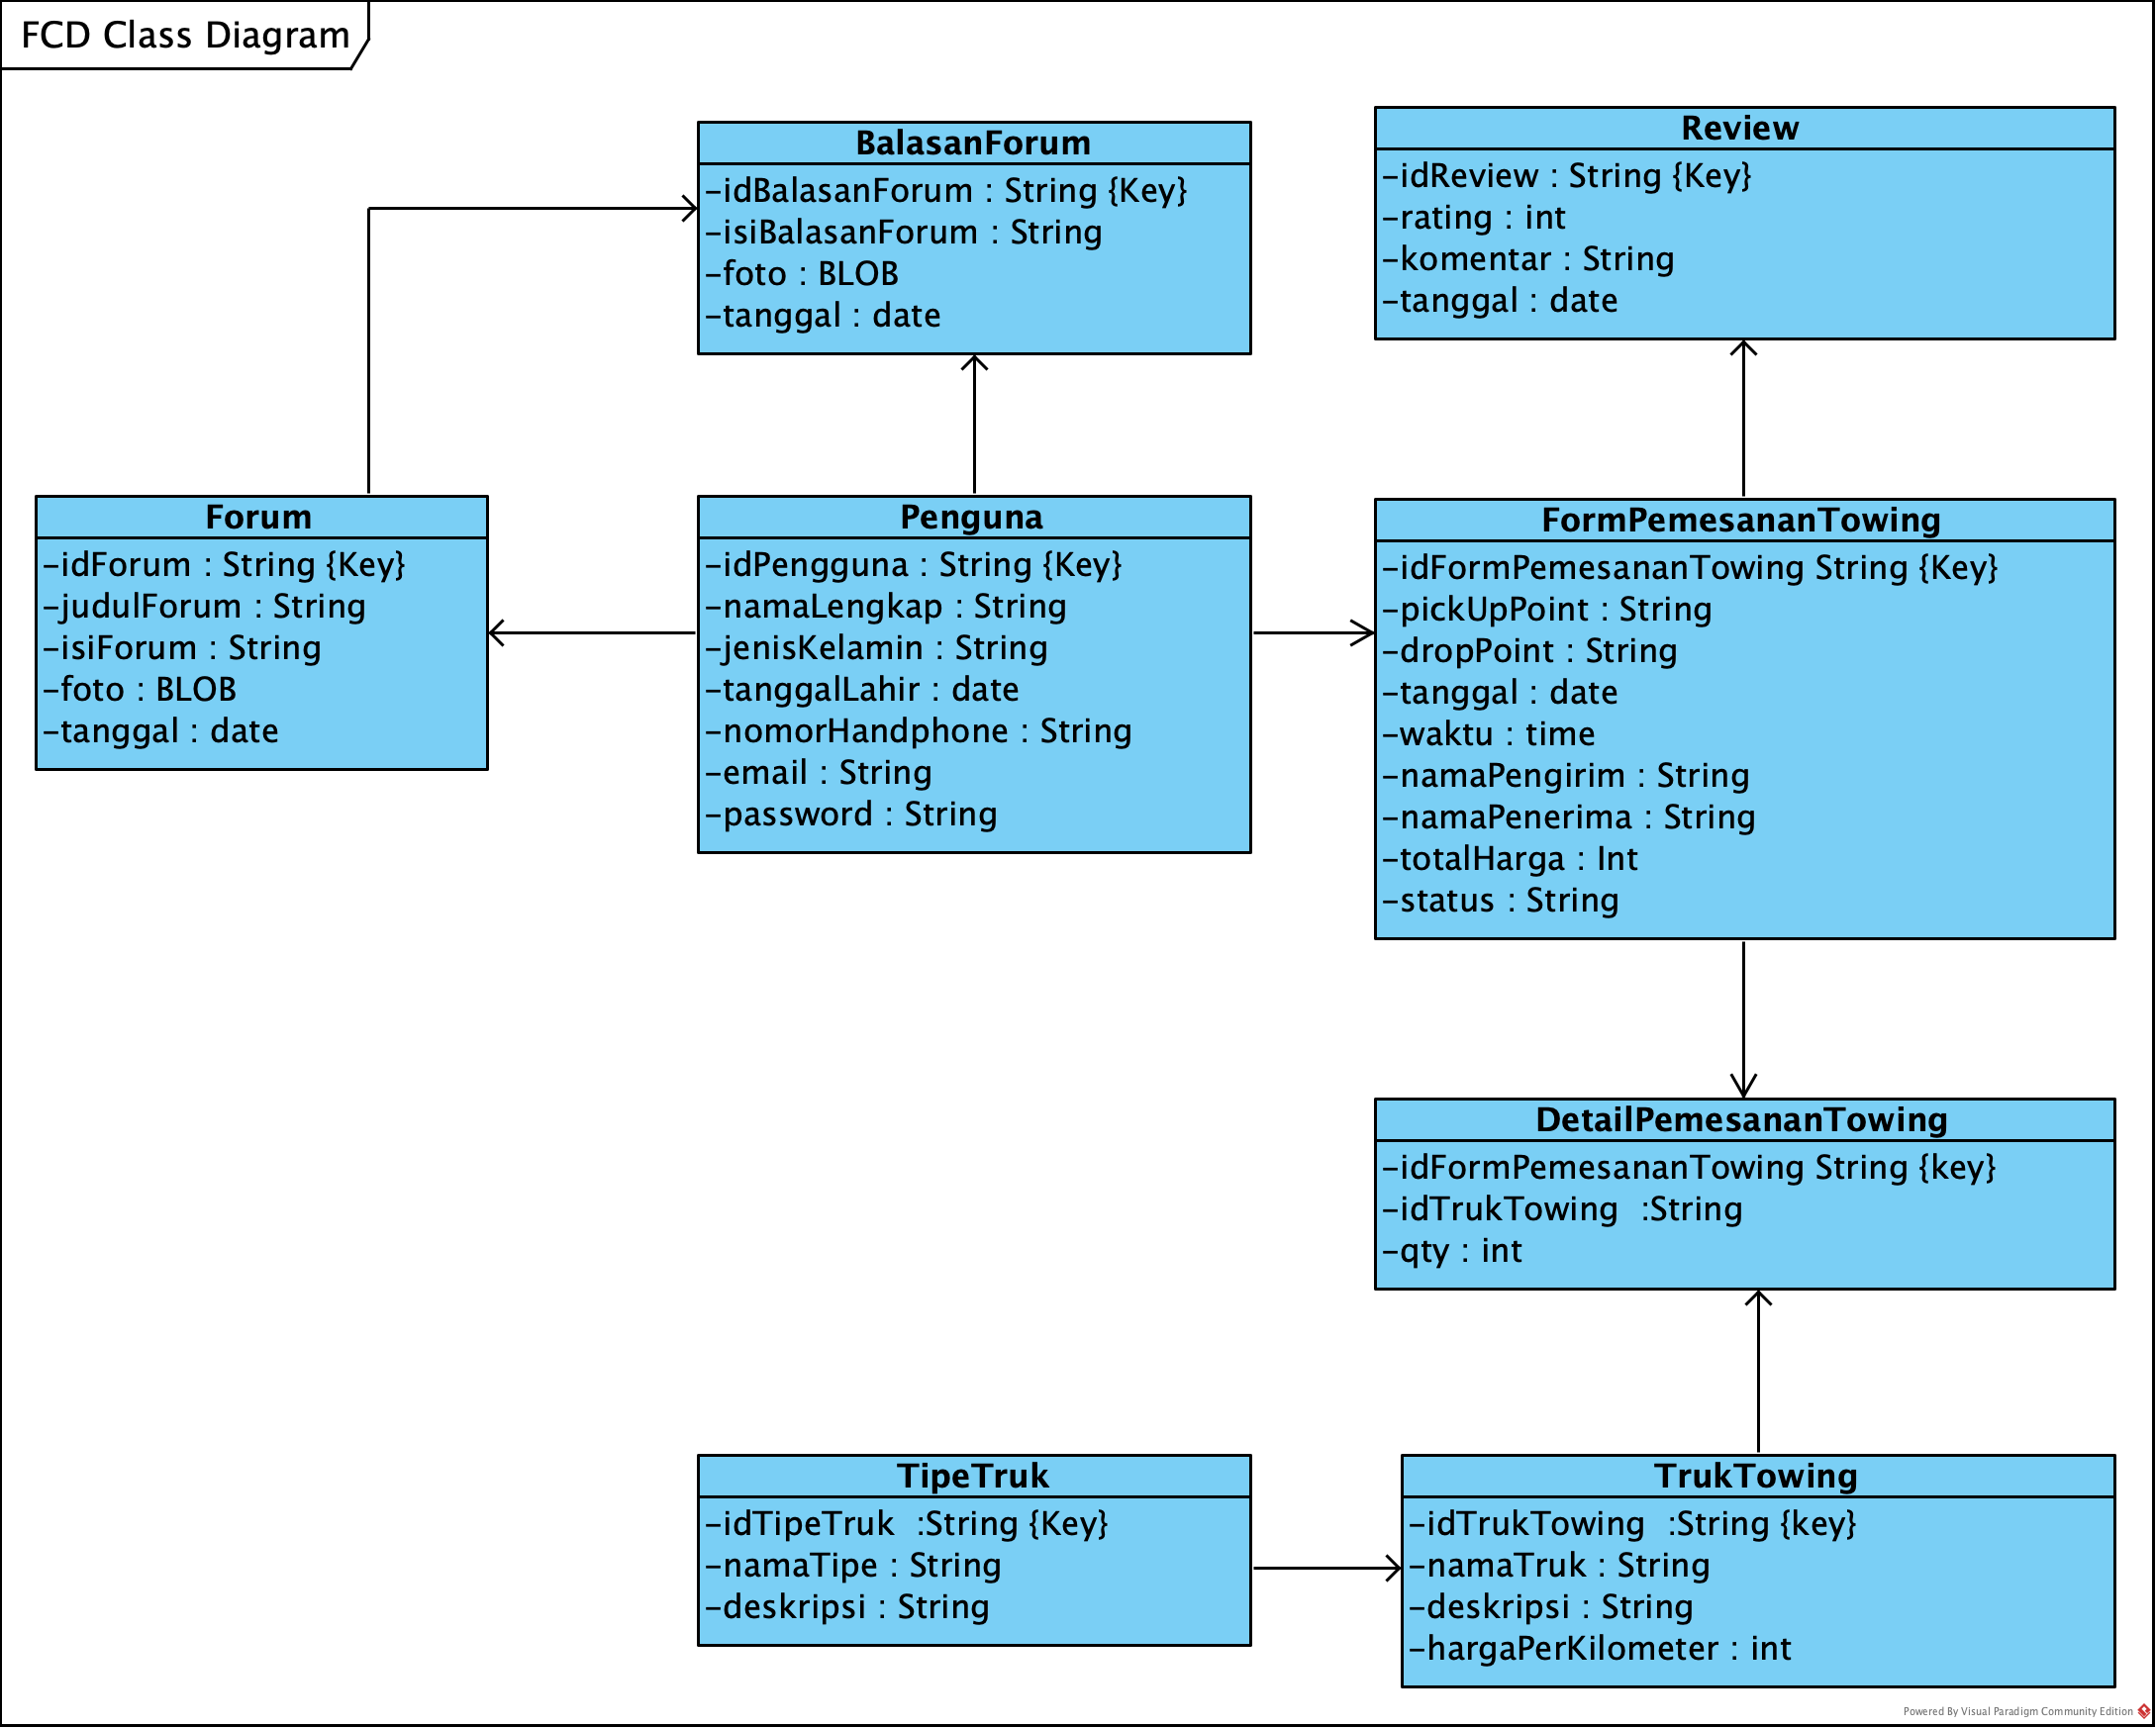 FCD Class Diagram
BalasanForum
-idBalasanForum : String {Key}
-isiBalasanForum : String
-foto : BLOB
-tanggal : date
Review
-idReview : String {Key}
-rating : int
-komentar : String
-tanggal : date
Forum
-idForum : String {Key}
-judulForum : String
-isiForum : String
-foto : BLOB
-tanggal : date
Penguna
-idPengguna : String {Key}
-namaLengkap : String
-jenisKelamin : String
-tanggalLahir : date
-nomorHandphone : String
-email : String
-password : String
FormPemesananTowing
-idFormPemesananTowing String {Key}
-pickUpPoint : String
-dropPoint : String
-tanggal : date
-waktu : time
-namaPengirim : String
-namaPenerima : String
-totalHarga : Int
-status : String
DetailPemesananTowing
-idFormPemesananTowing String {key}
-idTrukTowing  :String
-qty : int
TipeTruk
-idTipeTruk  :String {Key}
-namaTipe : String
-deskripsi : String
TrukTowing
-idTrukTowing  :String {key}
-namaTruk : String
-deskripsi : String
-hargaPerKilometer : int
Powered By Visual Paradigm Community Edition